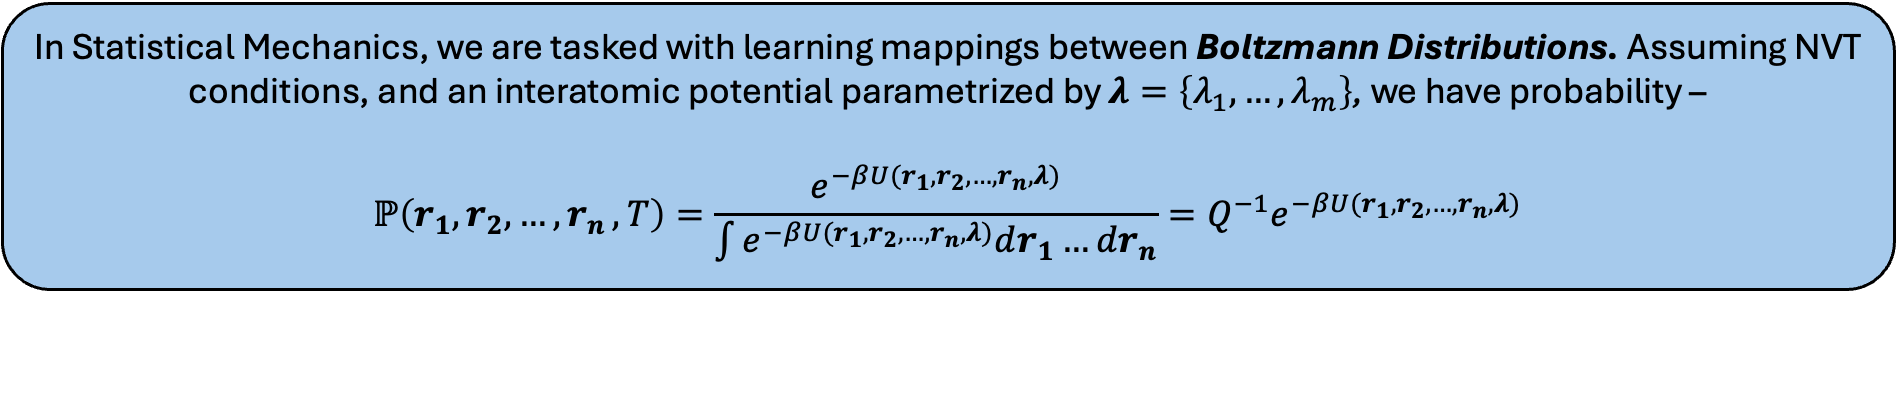 In Statistical Mechanics, we are tasked with learning mappings between Boltzmann Distributions. Assuming NVT
conditions, and an interatomic potential parametrized by 𝝀 = {𝜆₁, … , 𝜆ₘ}, we have probability –
ℙ(𝒓₁, 𝒓₂, … , 𝒓ₙ , 𝑇) = \frac{𝑒^{−𝛽𝑈(𝒓₁,𝒓₂,…,𝒓ₙ,𝝀)}}{∫ 𝑒^{−𝛽𝑈(𝒓₁,𝒓₂,…,𝒓ₙ,𝝀)}𝑑𝒓₁ … 𝑑𝒓ₙ} = 𝑄^{−1}𝑒^{−𝛽𝑈(𝒓₁,𝒓₂,…,𝒓ₙ,𝝀)}